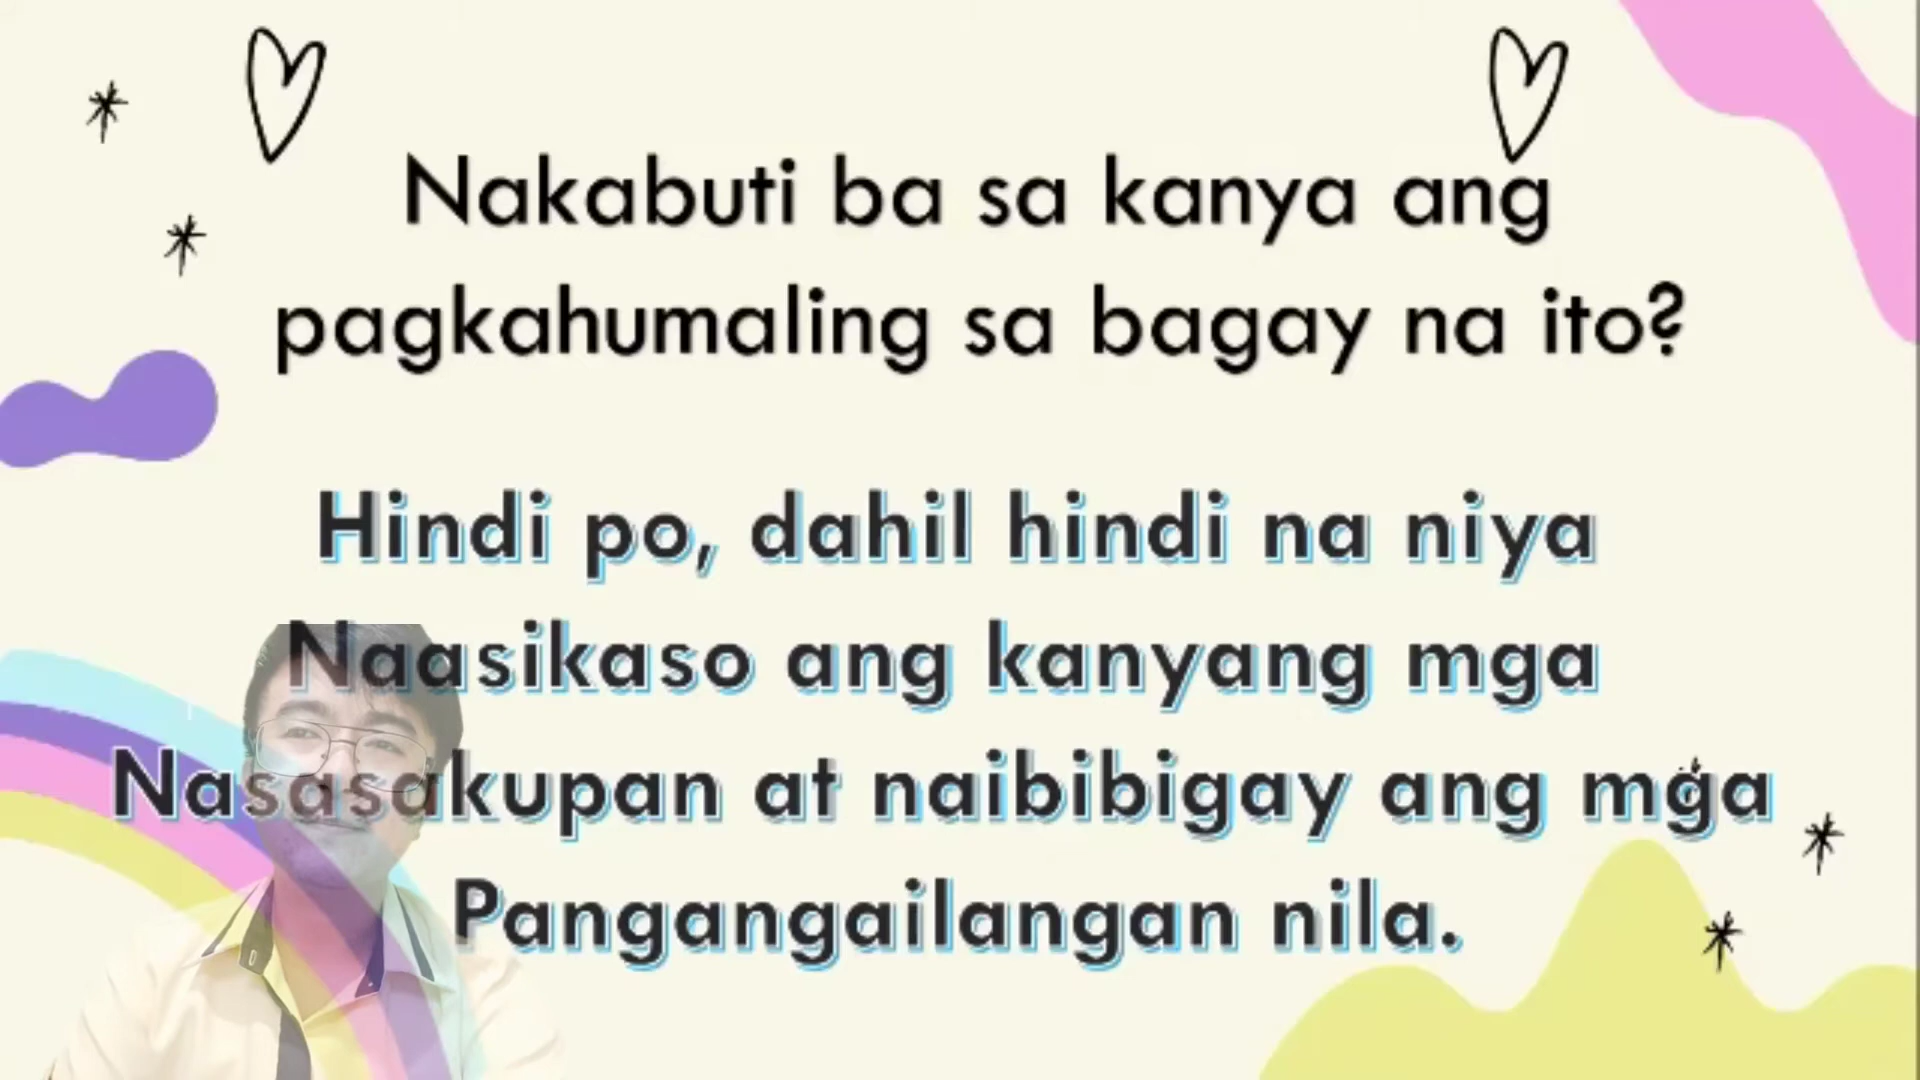 Nakabuti ba sa kanya ang
pagkahumaling sa bagay na ito?
Hindi po, dahil hindi na niya
Naasikaso ang kanyang mga
Nasasakupan at naibibigay ang mga
Pangangailangan nila.